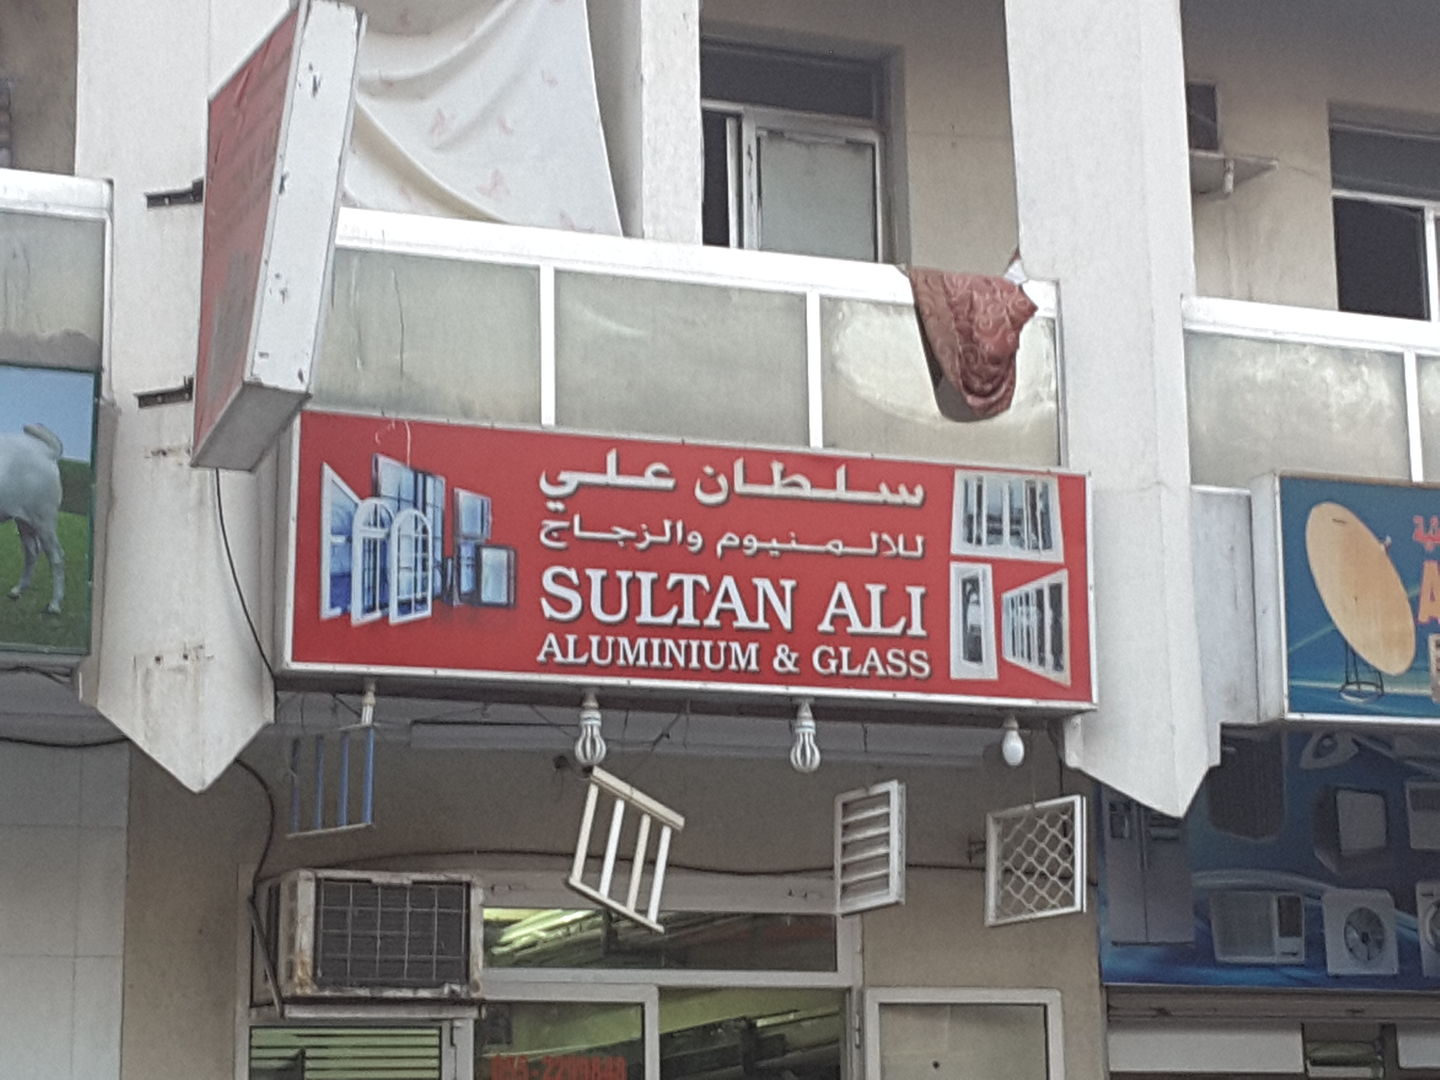 سلطان علي
للالمنيوم والزجاج
SULTAN ALI
ALUMINIUM & GLASS